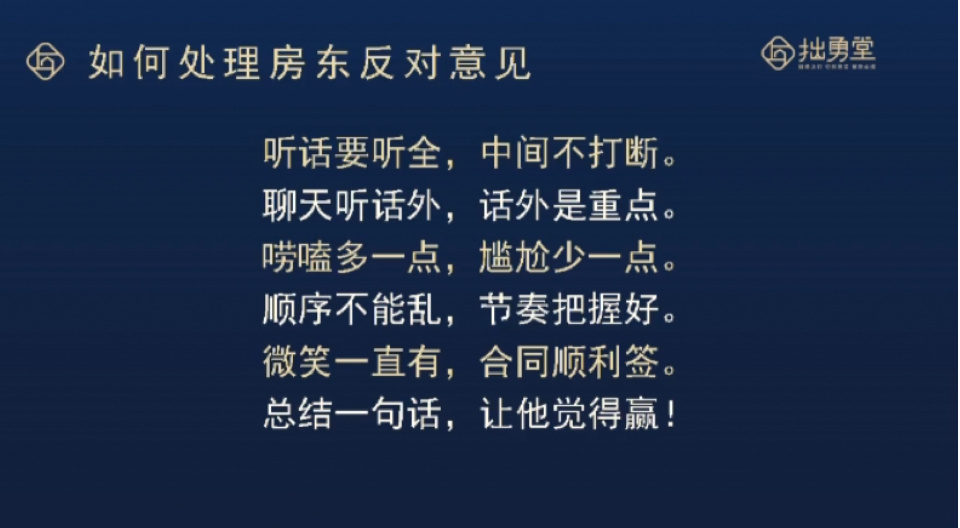 如何处理房东反对意见
拙勇堂
听话要听全，中间不打断。
聊天听话外，话外是重点。
唠嗑多一点，尴尬少一点。
顺序不能乱，节奏把握好。
微笑一直有，合同顺利签。
总结一句话，让他觉得赢！